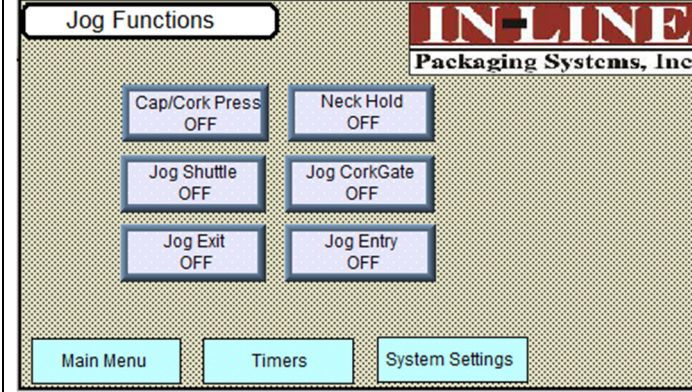 Jog Functions
IN-LINE
Packaging Systems, Inc
Cap/Cork Press
OFF
Neck Hold
OFF
Jog Shuttle
OFF
Jog CorkGate
OFF
Jog Exit
OFF
Jog Entry
OFF
Main Menu
Timers
System Settings